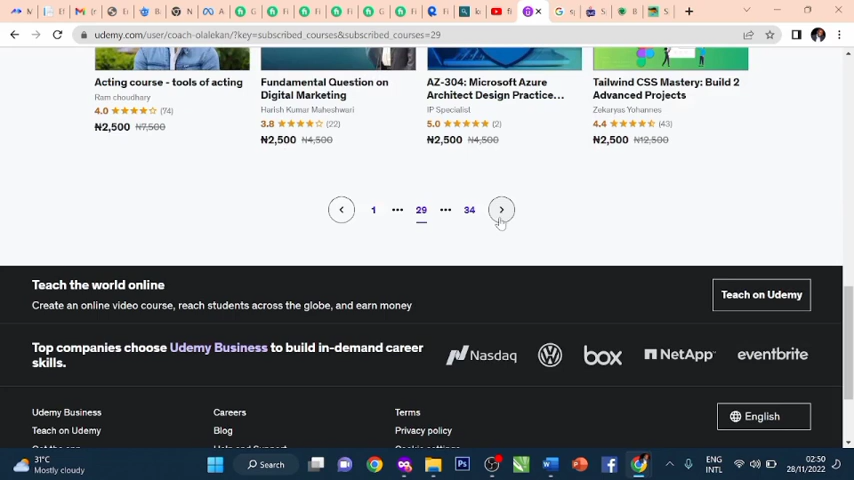 udemy.com/user/coach-olalekan/?key=subscribed_courses&subscribed_courses=29
Acting course - tools of acting
Ram choudhary
4.0 (74)
₦2,500 ₦7,500
Fundamental Question on
Digital Marketing
Harish Kumar Maheshwari
3.8 (22)
₦2,500 ₦4,500
AZ-304: Microsoft Azure
Architect Design Practice...
IP Specialist
5.0 (2)
₦2,500 ₦4,500
Tailwind CSS Mastery: Build 2
Advanced Projects
Zekaryas Yohannes
4.4 (43)
₦2,500 ₦12,500
1 ••• 29 ••• 34
Teach the world online
Create an online video course, reach students across the globe, and earn money
Teach on Udemy
Top companies choose Udemy Business to build in-demand career
skills.
Nasdaq
box
NetApp
eventbrite
Udemy Business
Careers
Terms
English
Teach on Udemy
Blog
Privacy policy
31°C
Mostly cloudy
Search
ENG
INTL
02:50
28/11/2022